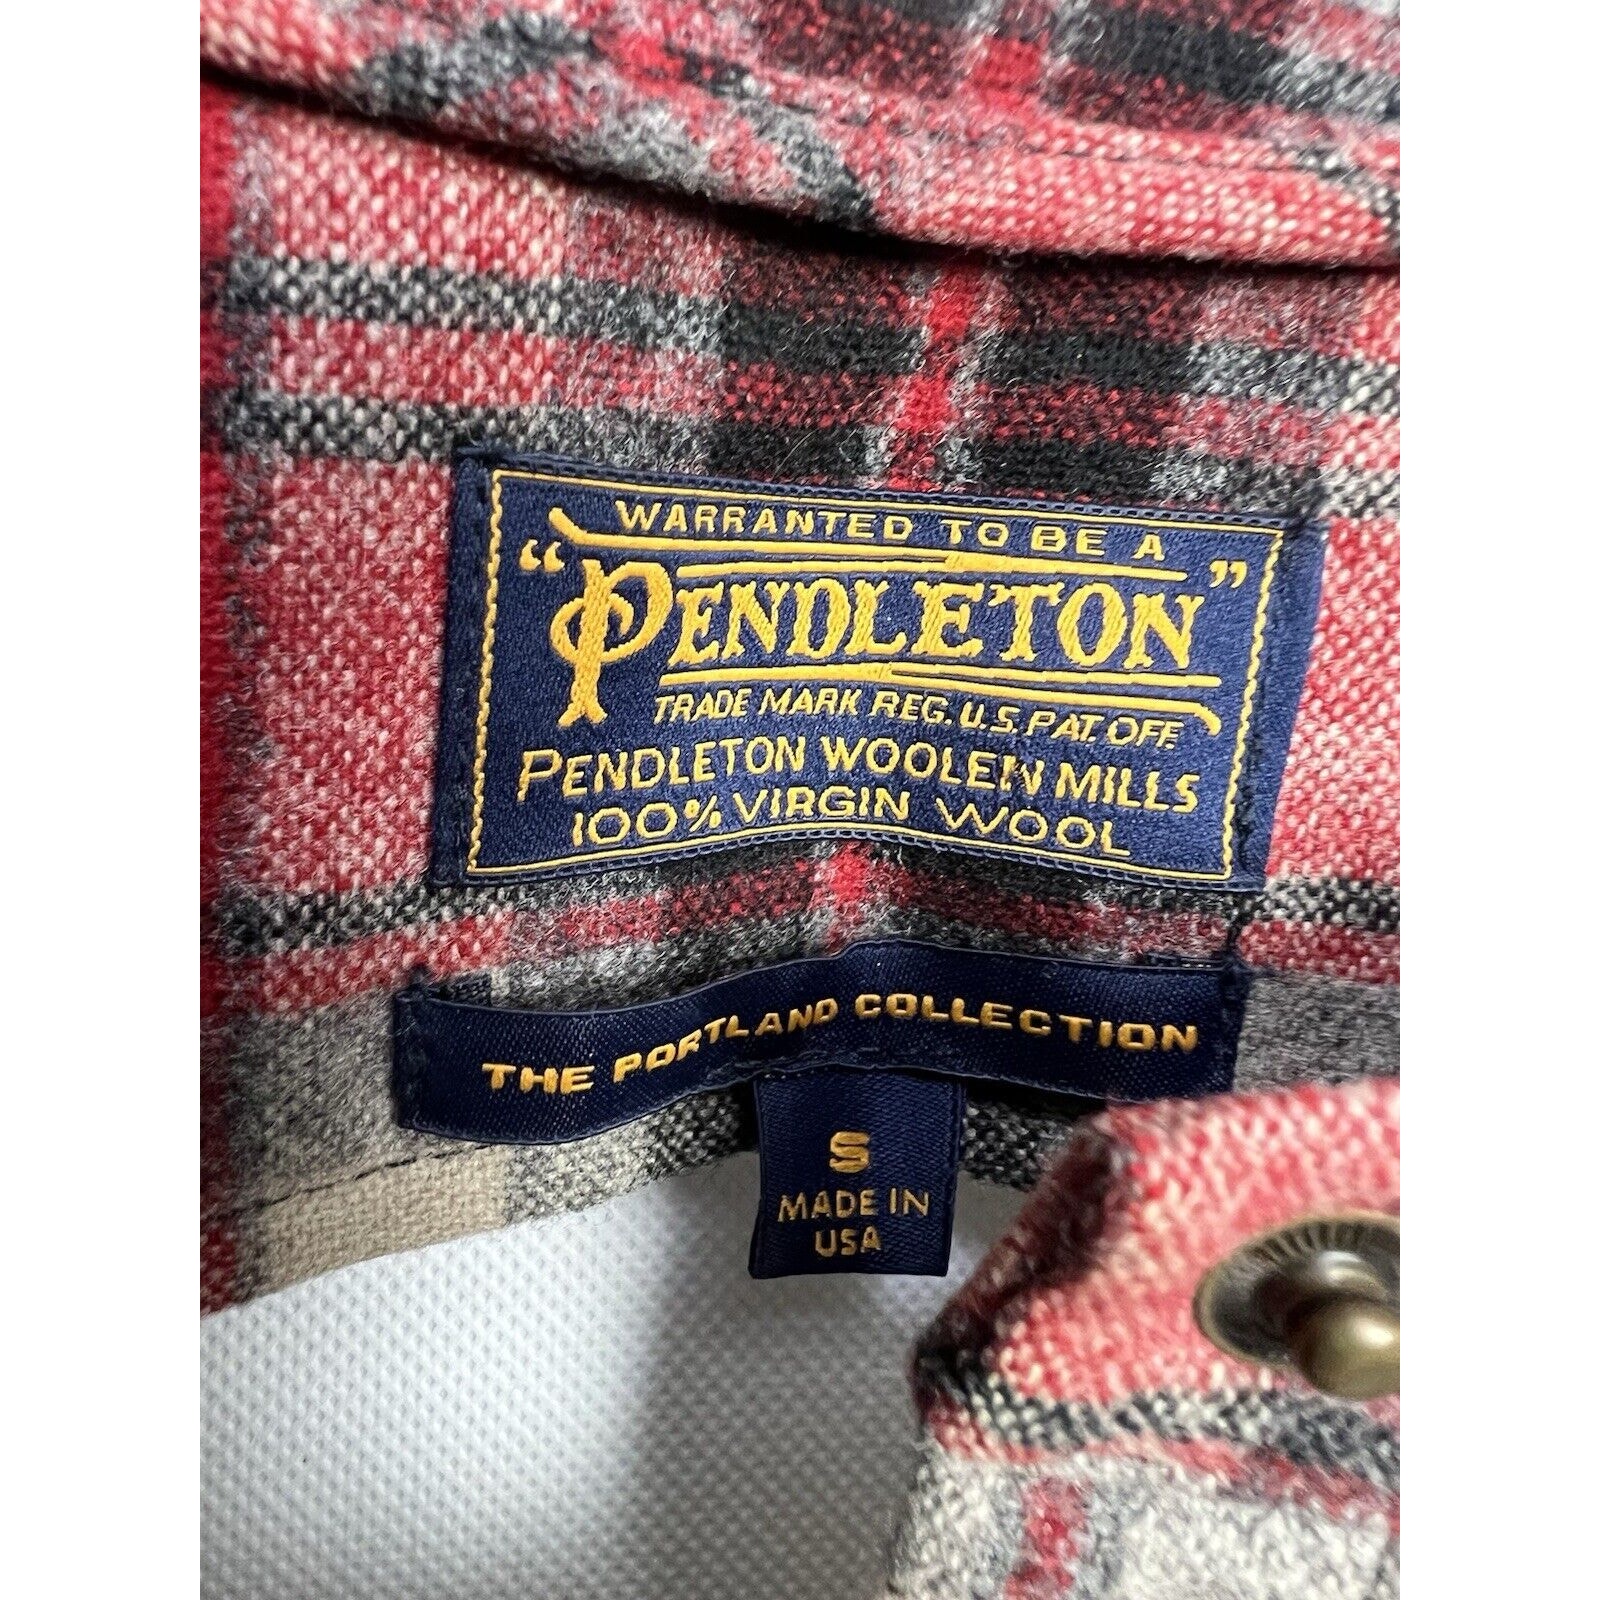 WARRANTED TO BE A
"PENDLETON"
TRADE MARK REG. U.S. PAT. OFF.
PENDLETON WOOLEN MILLS
100% VIRGIN WOOL
THE PORTLAND COLLECTION
S
MADE IN
USA